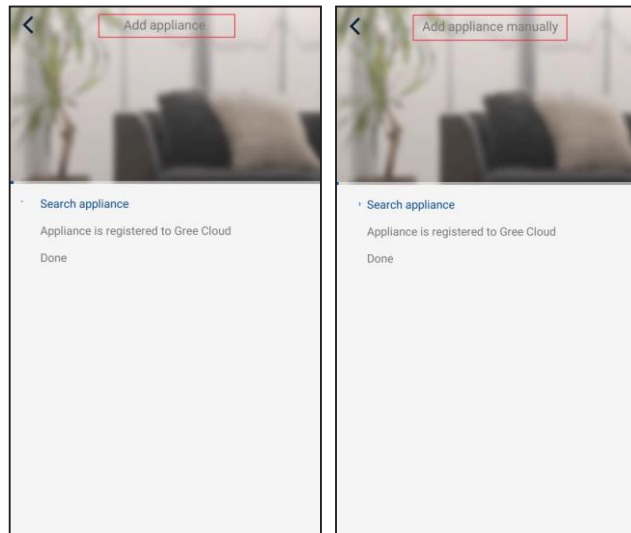 Add appliance
Search appliance
Appliance is registered to Gree Cloud
Done
Add appliance manually
Search appliance
Appliance is registered to Gree Cloud
Done